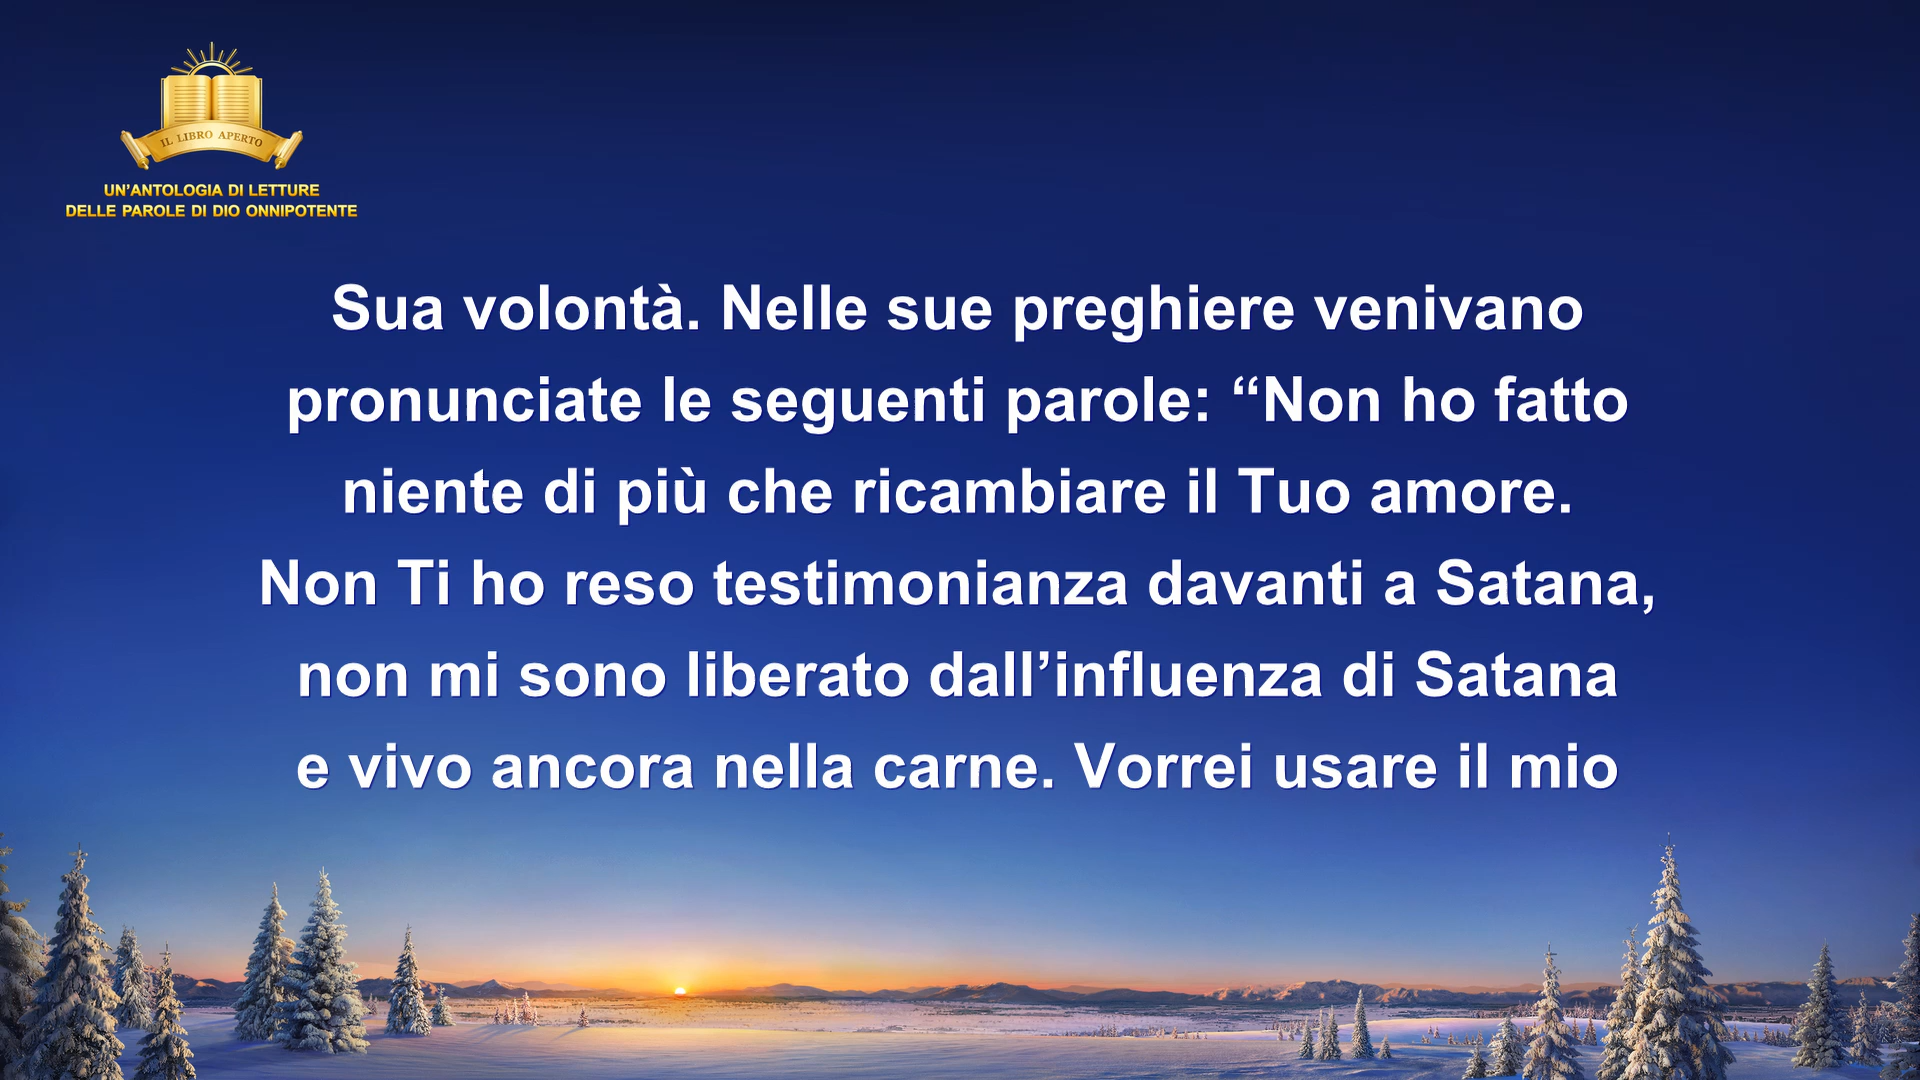 IL LIBRO APERTO
UN’ANTOLOGIA DI LETTURE
DELLE PAROLE DI DIO ONNIPOTENTE
Sua volontà. Nelle sue preghiere venivano
pronunciate le seguenti parole: “Non ho fatto
niente di più che ricambiare il Tuo amore.
Non Ti ho reso testimonianza davanti a Satana,
non mi sono liberato dall’influenza di Satana
e vivo ancora nella carne. Vorrei usare il mio